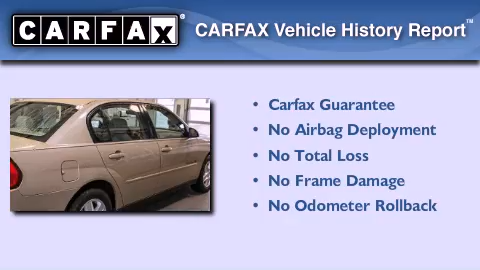 CARFAX® CARFAX Vehicle History Report™
• Carfax Guarantee
• No Airbag Deployment
• No Total Loss
• No Frame Damage
• No Odometer Rollback